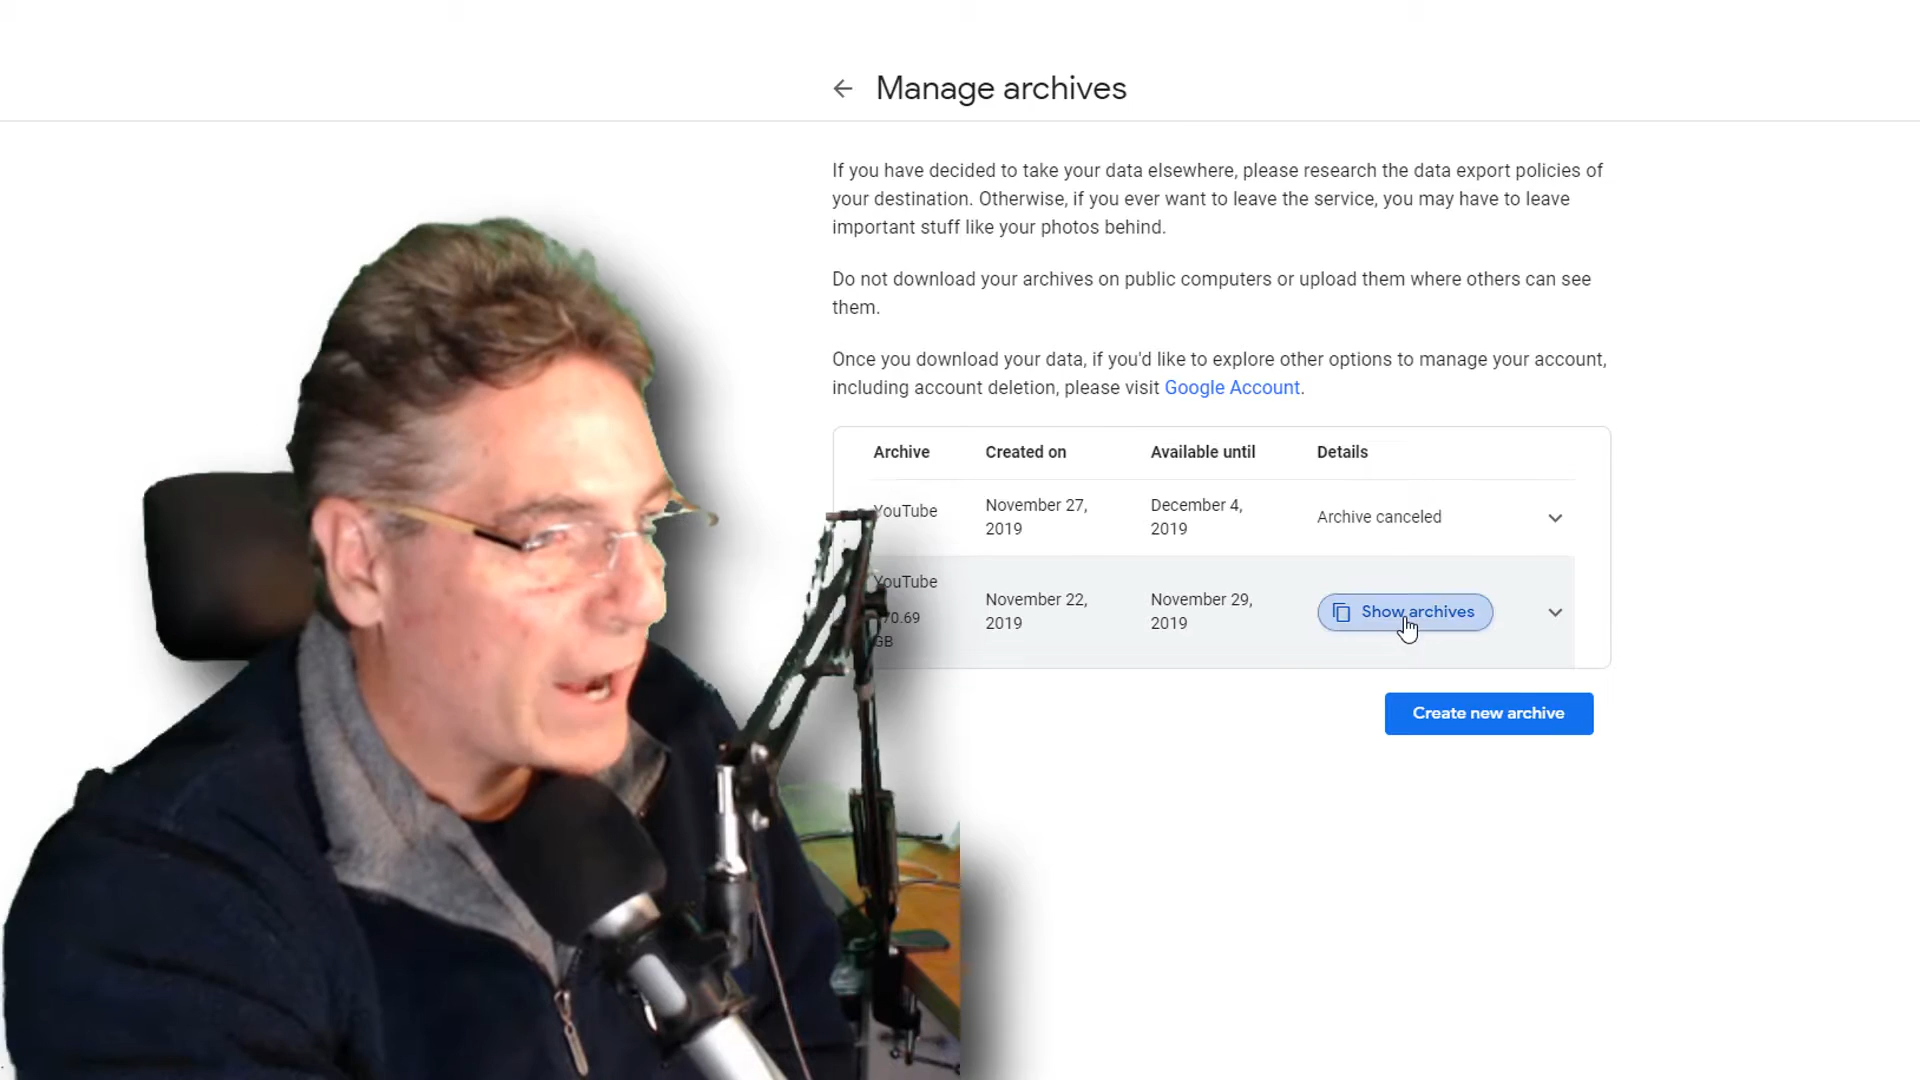 Manage archives
If you have decided to take your data elsewhere, please research the data export policies of
your destination. Otherwise, if you ever want to leave the service, you may have to leave
important stuff like your photos behind.
Do not download your archives on public computers or upload them where others can see
them.
Once you download your data, if you'd like to explore other options to manage your account,
including account deletion, please visit Google Account.
Archive Created on Available until Details
YouTube November 27, 2019 December 4, 2019 Archive canceled
YouTube GB November 22, 2019 November 29, 2019 Show archives
Create new archive